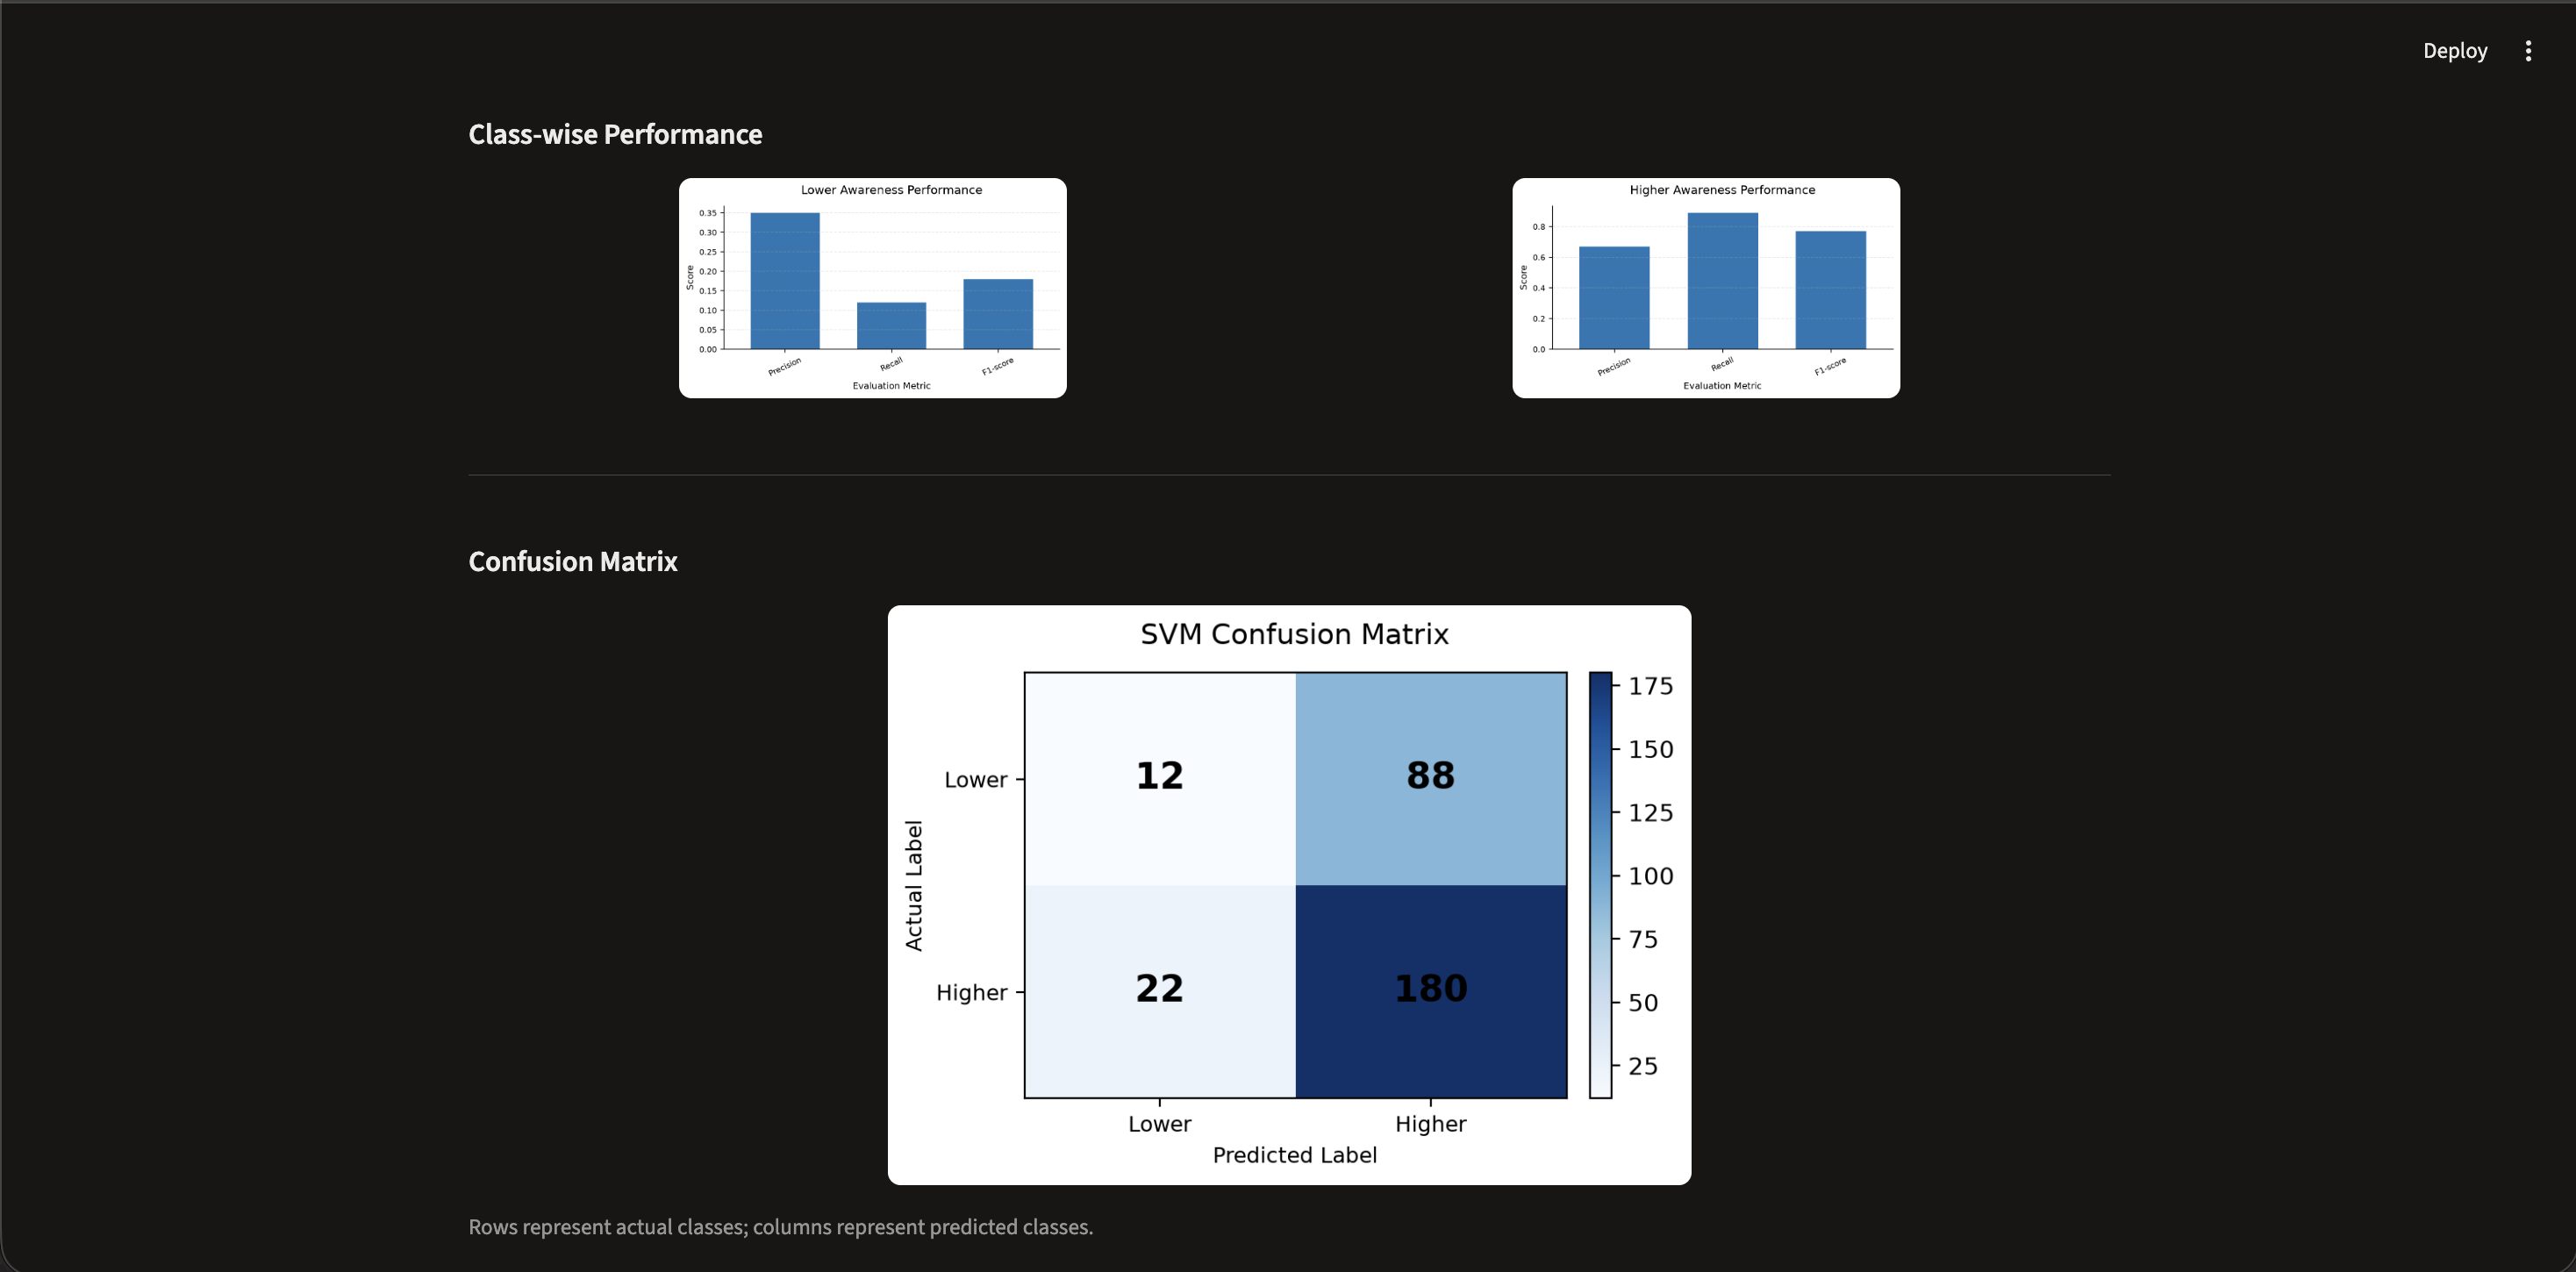 Deploy
Class-wise Performance
Lower Awareness Performance
0.35
0.30
0.25
0.20
0.15
0.10
0.05
0.00
Score
Precision
Recall
F1-score
Evaluation Metric
Higher Awareness Performance
0.8
0.6
0.4
0.2
0.0
Score
Precision
Recall
F1-score
Evaluation Metric
Confusion Matrix
SVM Confusion Matrix
Actual Label
Lower
12
88
Higher
22
180
Lower
Higher
Predicted Label
175
150
125
100
75
50
25
Rows represent actual classes; columns represent predicted classes.